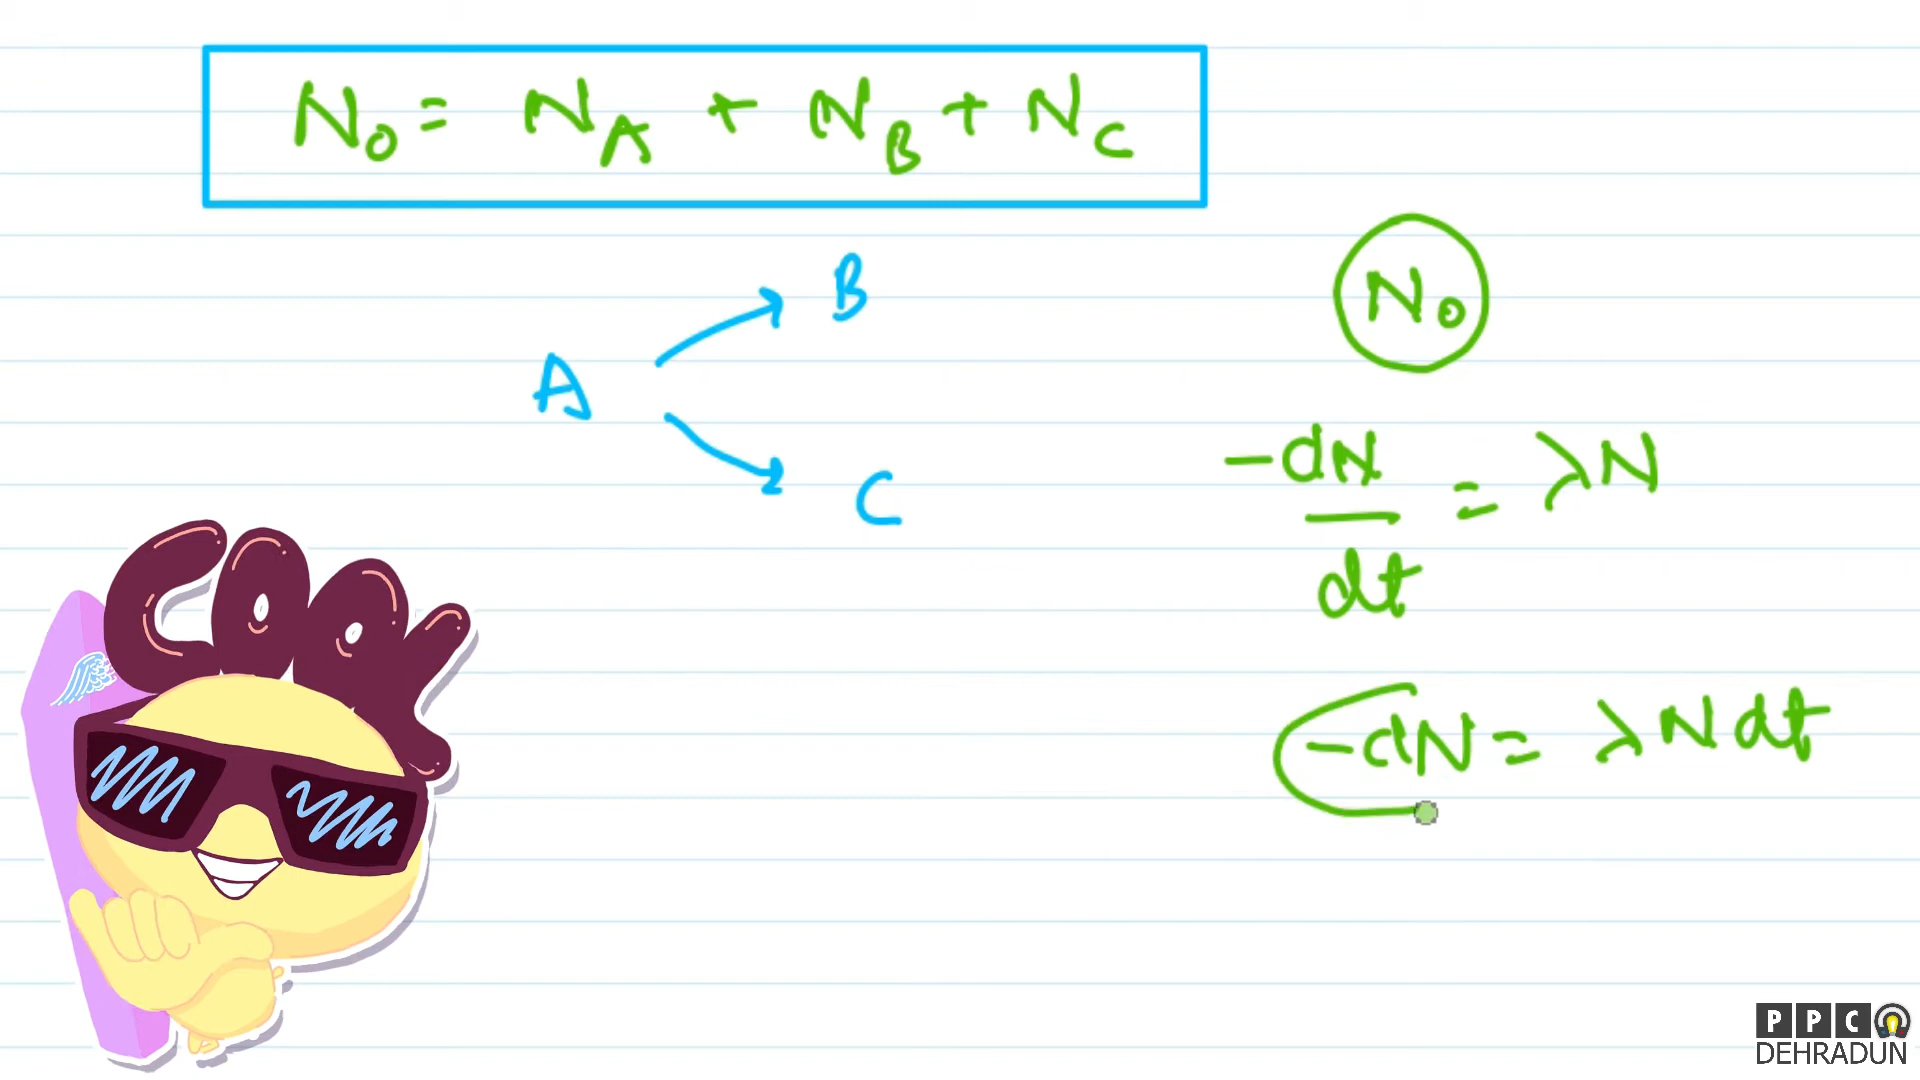 N₀ = N_A + N_B + N_C
B
N₀
A
C
-dN/dt = λN
-dN = λN dt
COOL
PPC
DEHRADUN